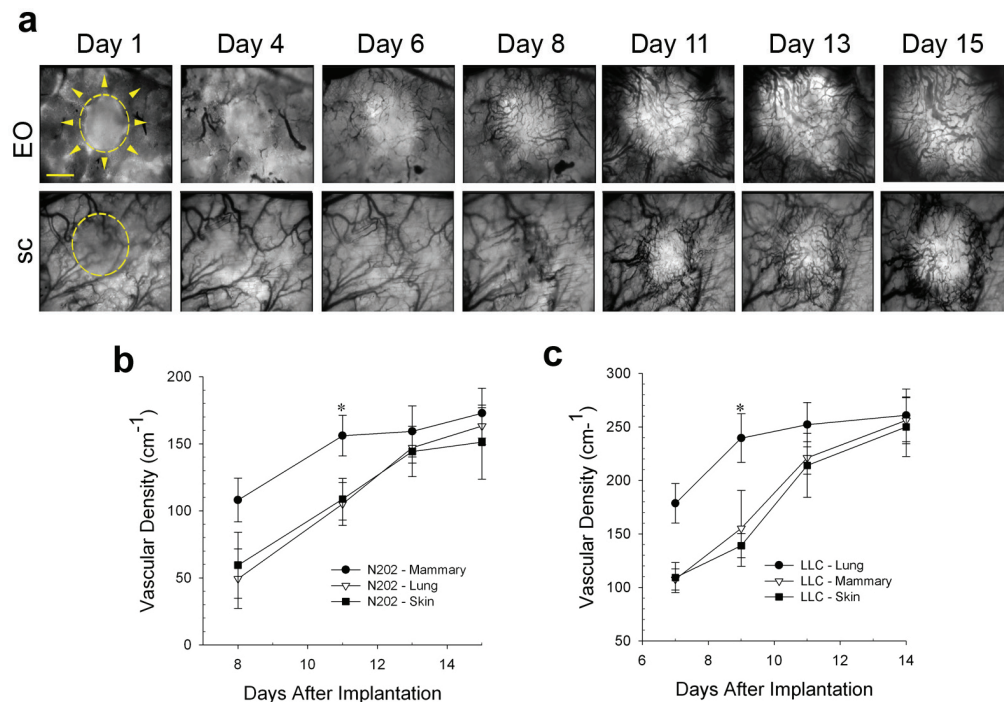 a
Day 1 Day 4 Day 6 Day 8 Day 11 Day 13 Day 15
EO
sc
b
Vascular Density (cm-1)
200
150
100
50
0
*
N202 - Mammary
N202 - Lung
N202 - Skin
8 10 12 14
Days After Implantation
c
Vascular Density (cm-1)
300
250
200
150
100
50
*
LLC - Lung
LLC - Mammary
LLC - Skin
6 8 10 12 14
Days After Implantation